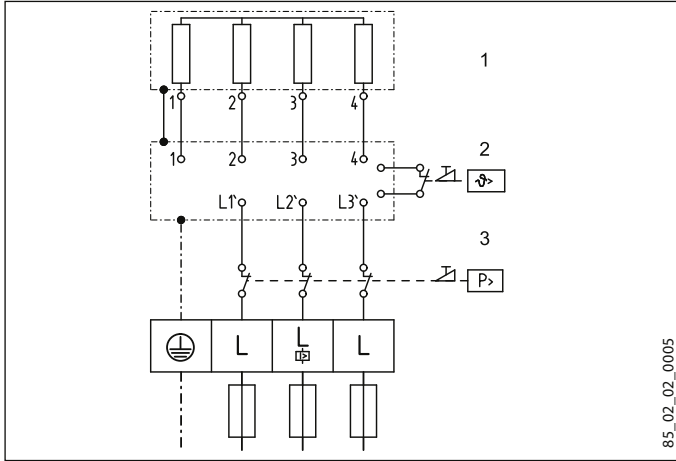 1
1 2 3 4
1 2 3 4
2
ϑ>
L1` L2` L3`
3
P>
L L L
I>
85_02_02_0005